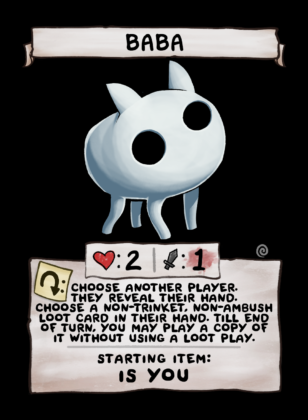 BABA
:2 :1
:
CHOOSE ANOTHER PLAYER.
THEY REVEAL THEIR HAND.
CHOOSE A NON-TRINKET, NON-AMBUSH
LOOT CARD IN THEIR HAND. TILL END
OF TURN, YOU MAY PLAY A COPY OF
IT WITHOUT USING A LOOT PLAY.
STARTING ITEM:
IS YOU